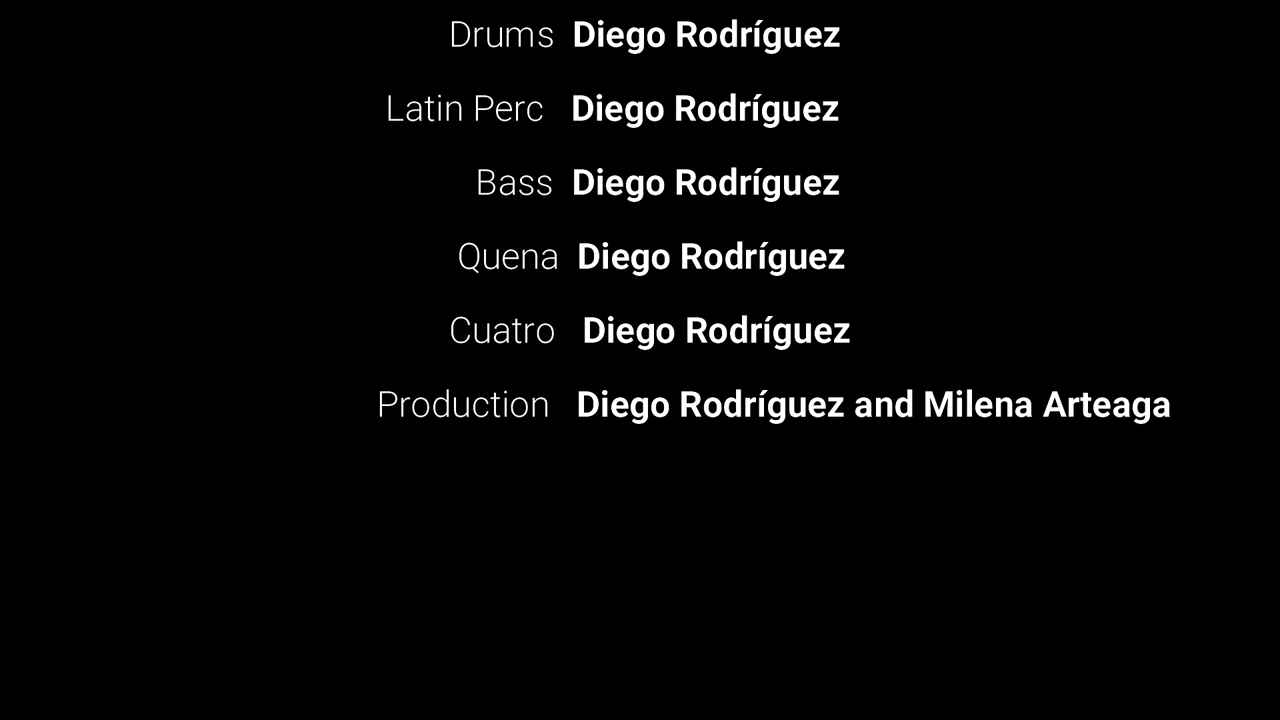 Drums Diego Rodríguez
Latin Perc Diego Rodríguez
Bass Diego Rodríguez
Quena Diego Rodríguez
Cuatro Diego Rodríguez
Production Diego Rodríguez and Milena Arteaga